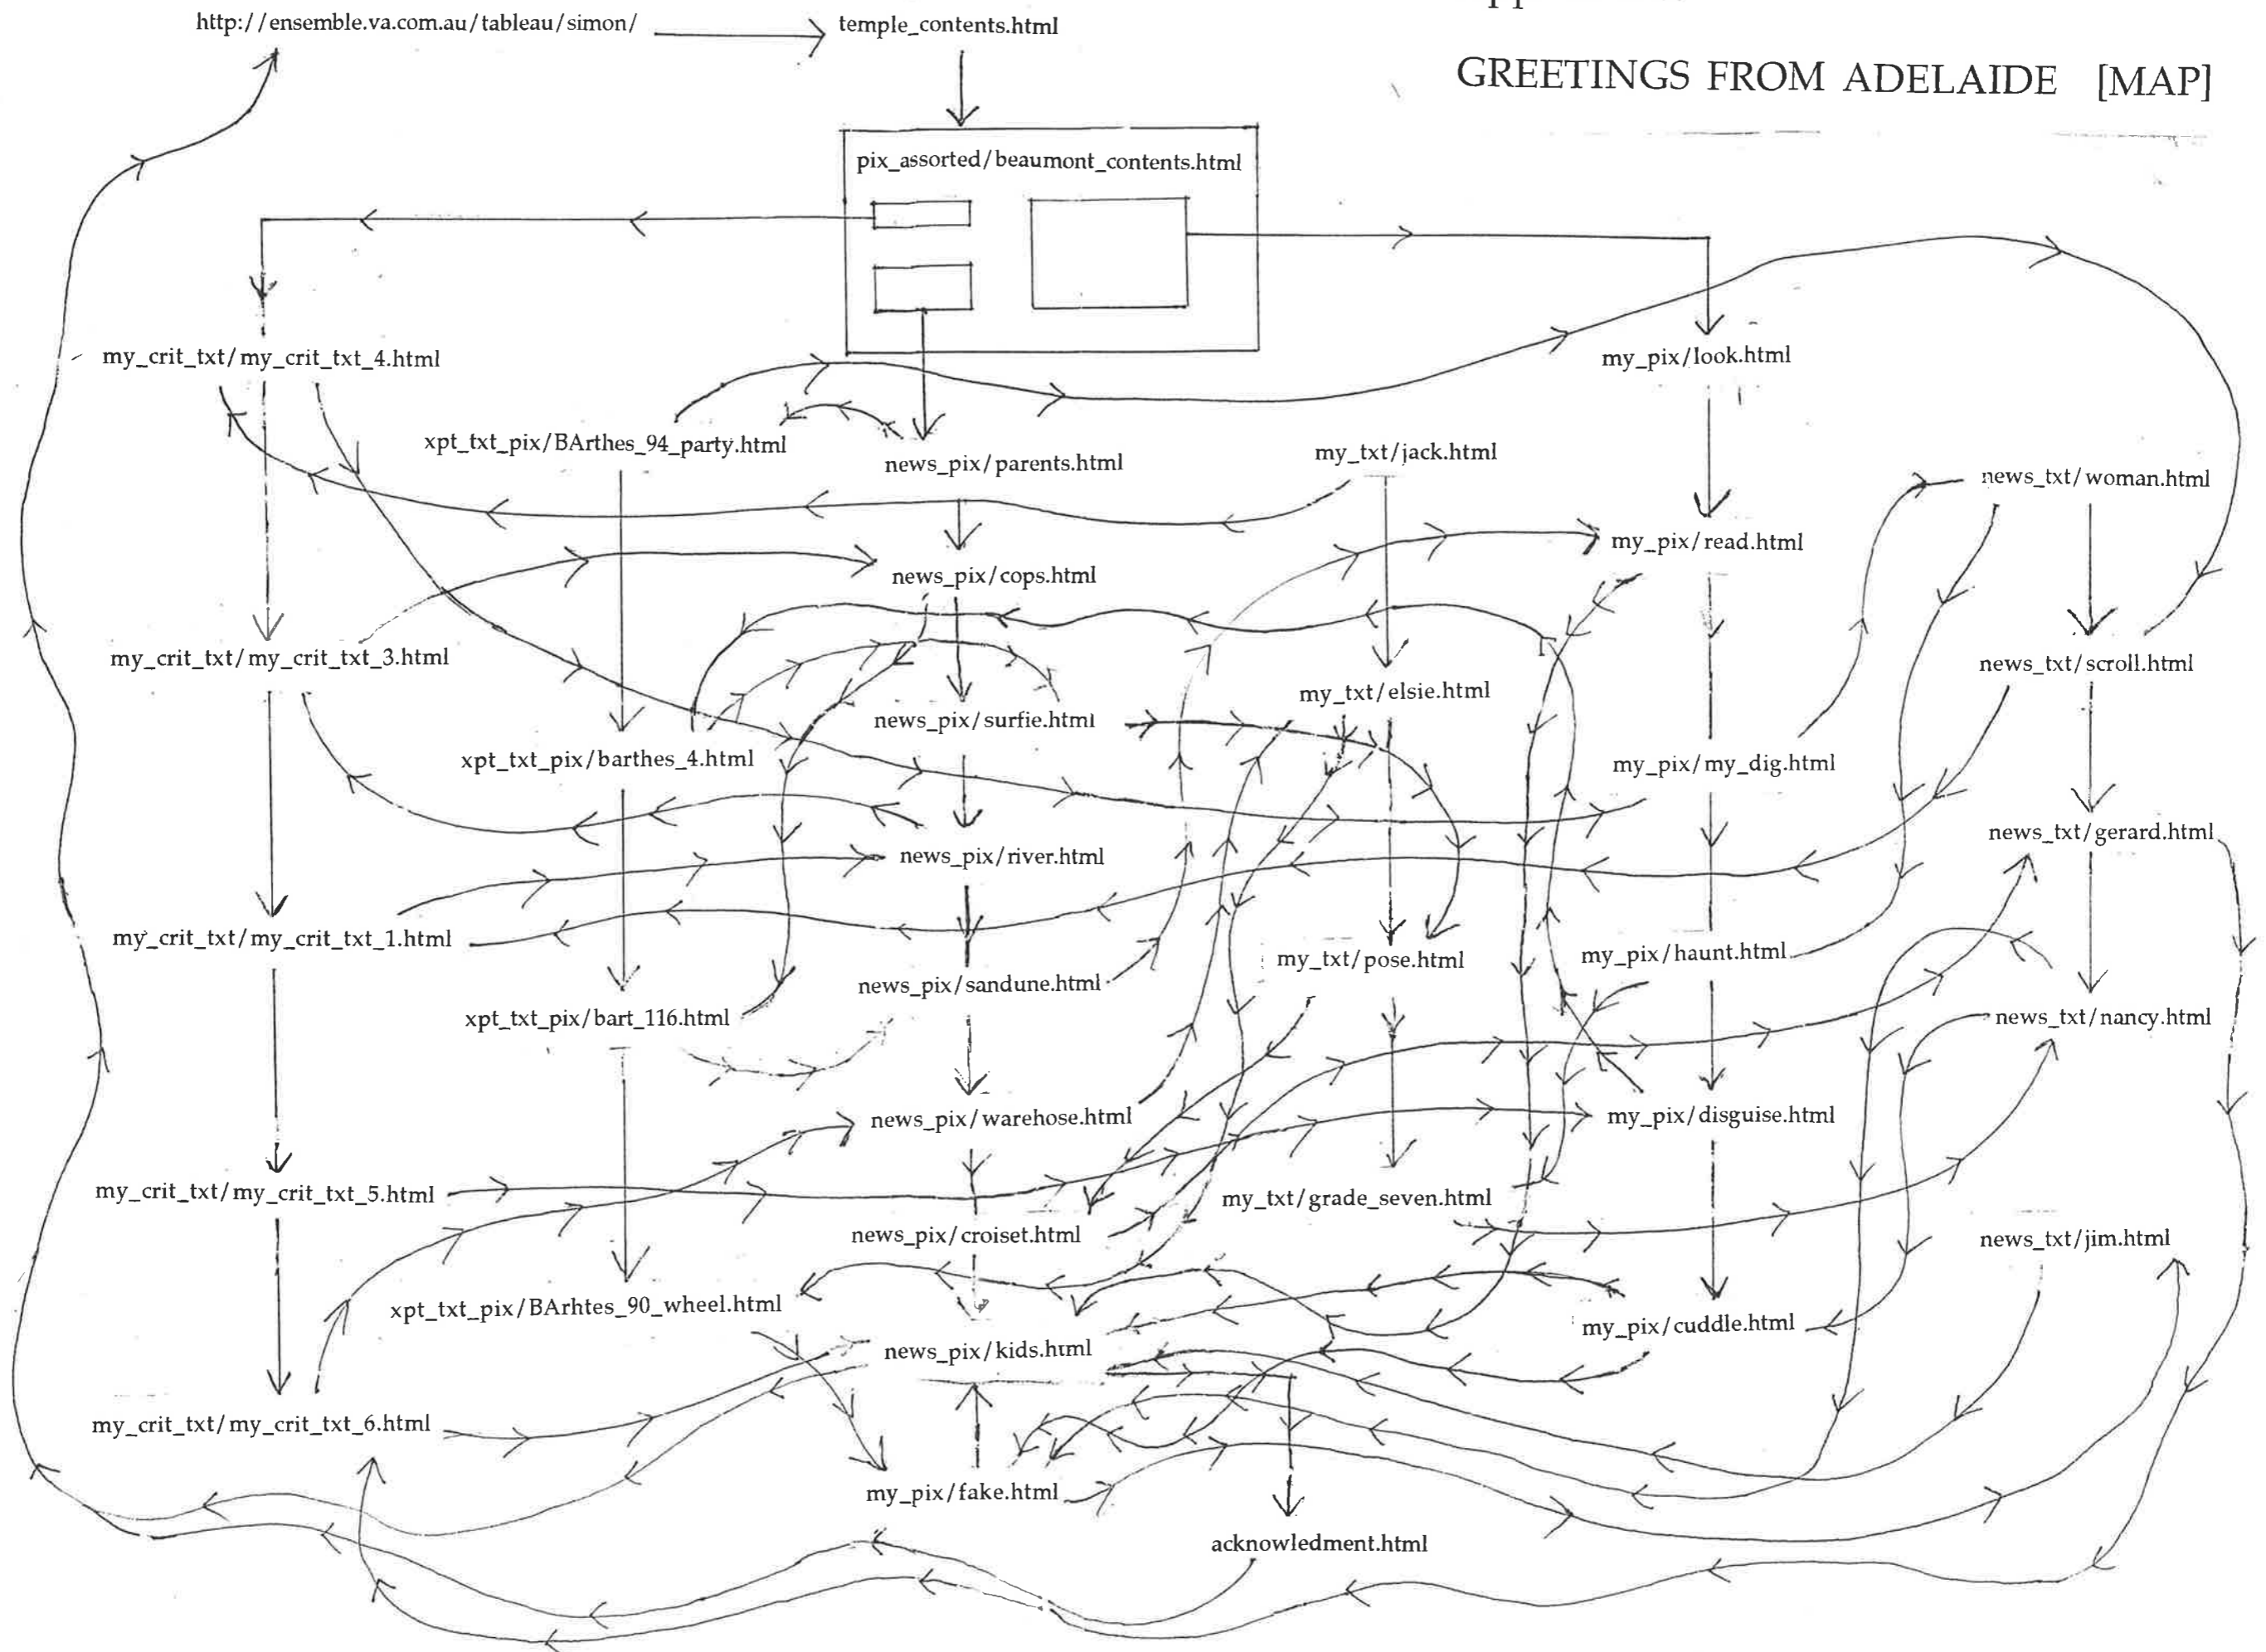 http://ensemble.va.com.au/tableau/simon/
temple_contents.html
GREETINGS FROM ADELAIDE [MAP]
pix_assorted/beaumont_contents.html
my_crit_txt/my_crit_txt_4.html
my_pix/look.html
xpt_txt_pix/BArthes_94_party.html
news_pix/parents.html
my_txt/jack.html
news_txt/woman.html
my_pix/read.html
news_pix/cops.html
my_crit_txt/my_crit_txt_3.html
news_txt/scroll.html
my_txt/elsie.html
news_pix/surfie.html
xpt_txt_pix/barthes_4.html
my_pix/my_dig.html
news_txt/gerard.html
news_pix/river.html
my_crit_txt/my_crit_txt_1.html
my_txt/pose.html
my_pix/haunt.html
news_pix/sandune.html
xpt_txt_pix/bart_116.html
news_txt/nancy.html
news_pix/warehose.html
my_pix/disguise.html
my_crit_txt/my_crit_txt_5.html
my_txt/grade_seven.html
news_pix/croiset.html
news_txt/jim.html
xpt_txt_pix/BArhtes_90_wheel.html
my_pix/cuddle.html
news_pix/kids.html
my_crit_txt/my_crit_txt_6.html
my_pix/fake.html
acknowledment.html